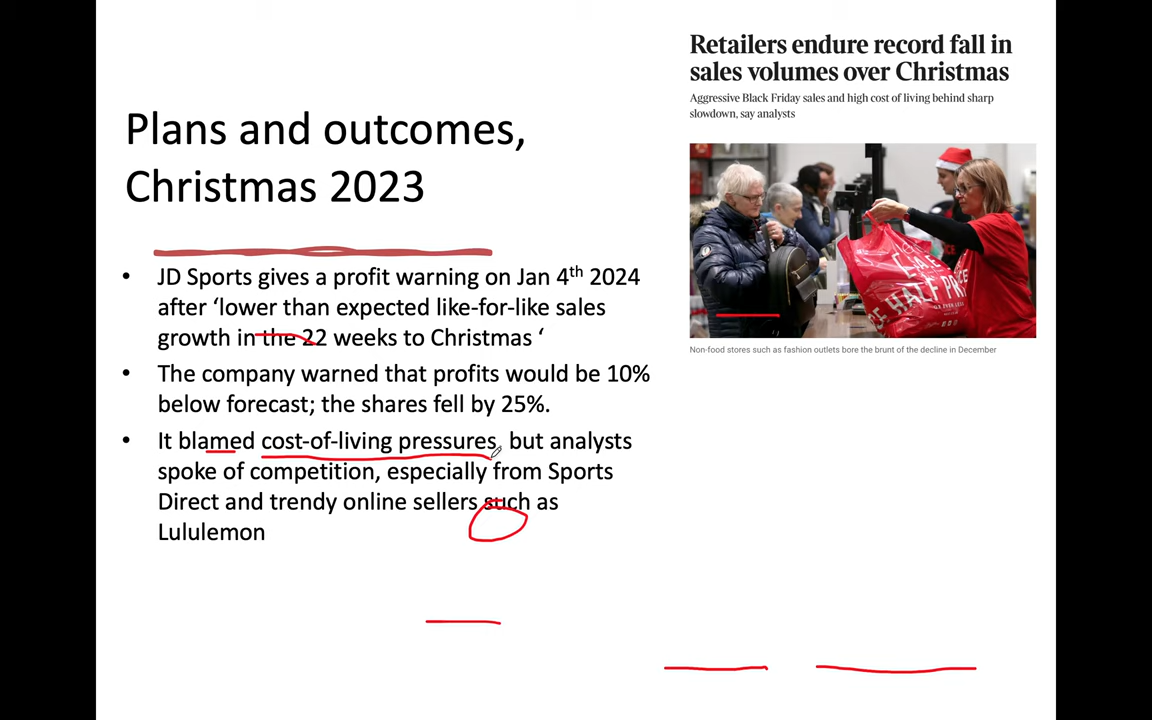 Plans and outcomes,
Christmas 2023
• JD Sports gives a profit warning on Jan 4th 2024
after ‘lower than expected like-for-like sales
growth in the 22 weeks to Christmas ‘
• The company warned that profits would be 10%
below forecast; the shares fell by 25%.
• It blamed cost-of-living pressures, but analysts
spoke of competition, especially from Sports
Direct and trendy online sellers such as
Lululemon
Retailers endure record fall in
sales volumes over Christmas
Aggressive Black Friday sales and high cost of living behind sharp
slowdown, say analysts
HALF PRICE
Non-food stores such as fashion outlets bore the brunt of the decline in December